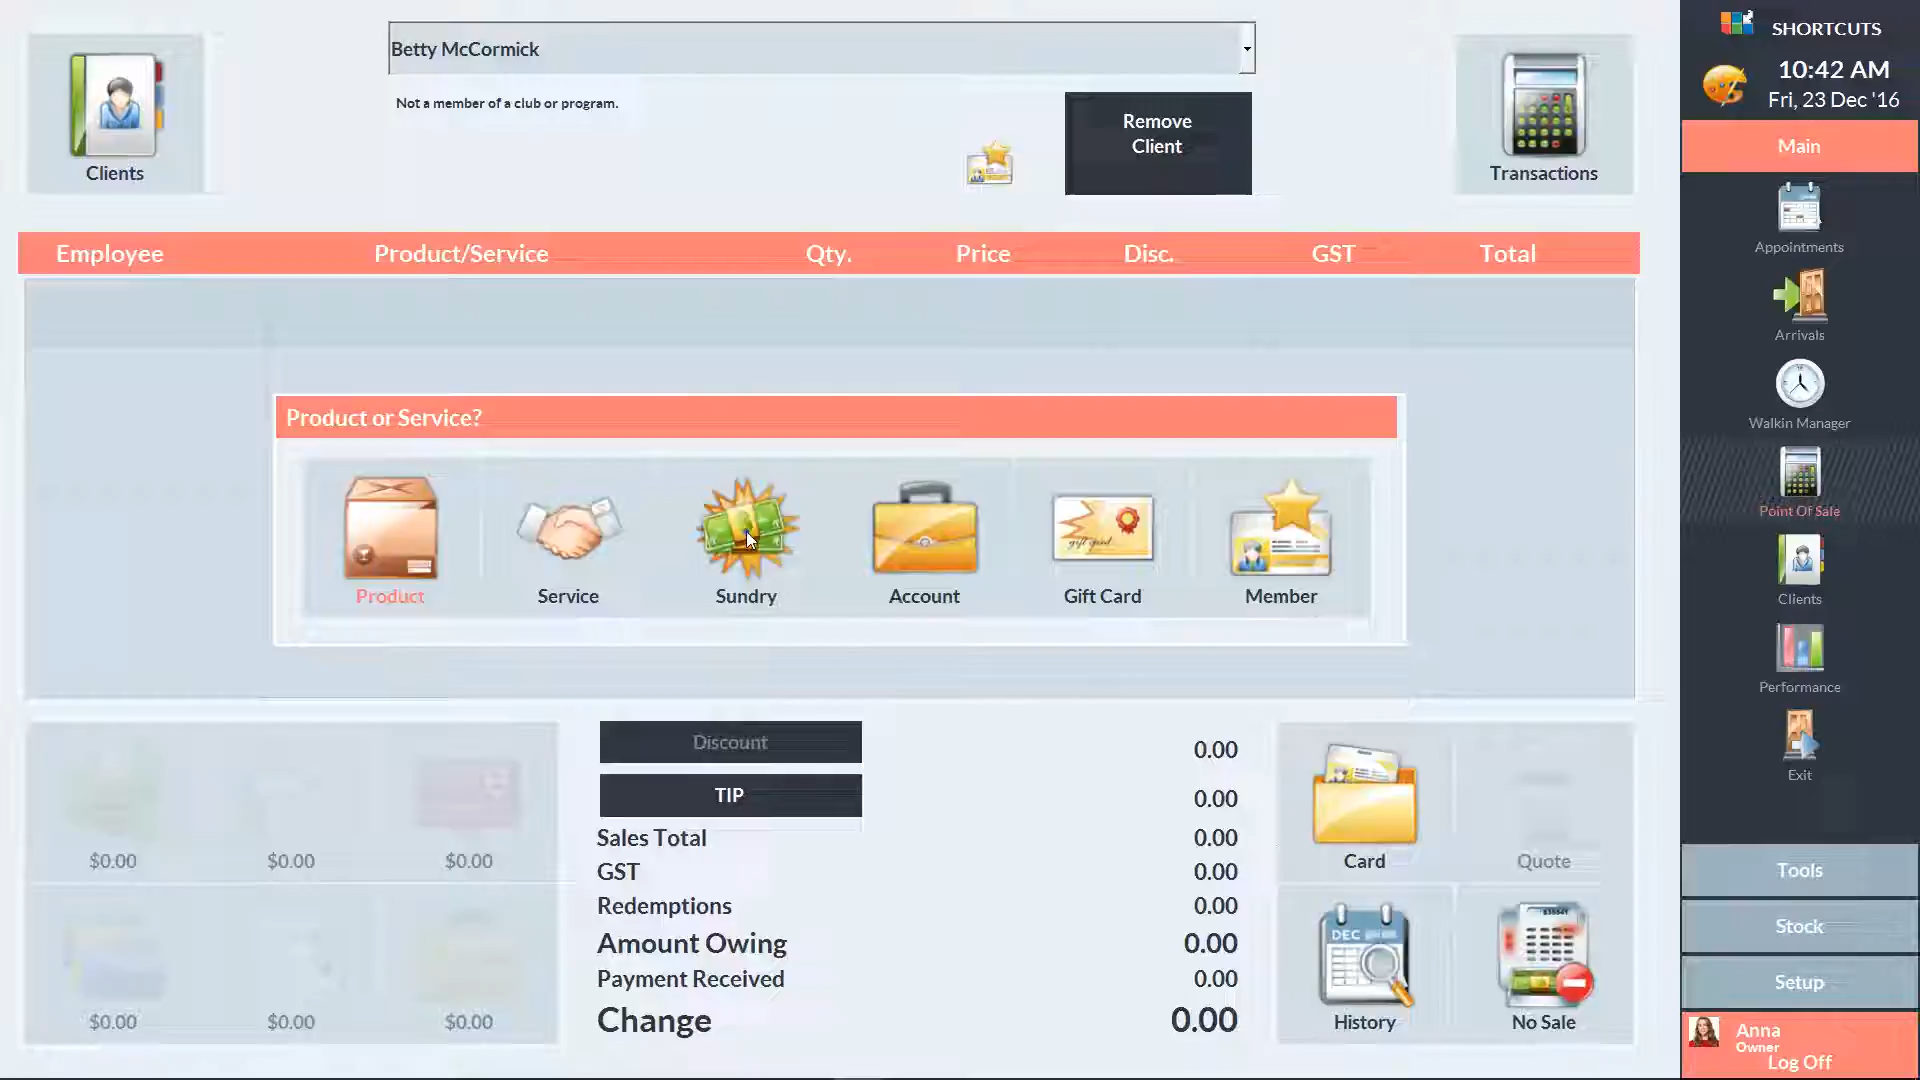 SHORTCUTS
10:42 AM
Fri, 23 Dec '16
Betty McCormick
Not a member of a club or program.
Remove
Client
Clients
Transactions
Employee Product/Service Qty. Price Disc. GST Total
Product or Service?
Product Service Sundry Account Gift Card Member
gift card
Discount 0.00
TIP 0.00
Sales Total 0.00
GST 0.00
Redemptions 0.00
Amount Owing 0.00
Payment Received 0.00
Change 0.00
$0.00 $0.00 $0.00
$0.00 $0.00 $0.00
Card Quote
DEC
History No Sale
Main
Appointments
Arrivals
Walkin Manager
Point Of Sale
Clients
Performance
Exit
Tools
Stock
Setup
Anna
Owner
Log Off